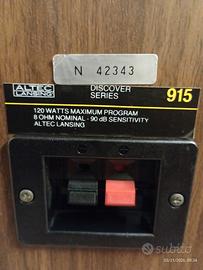 N 42343
ALTEC
LANSING
DISCOVER
SERIES
915
120 WATTS MAXIMUM PROGRAM
8 OHM NOMINAL - 90 dB SENSITIVITY
ALTEC LANSING
subito